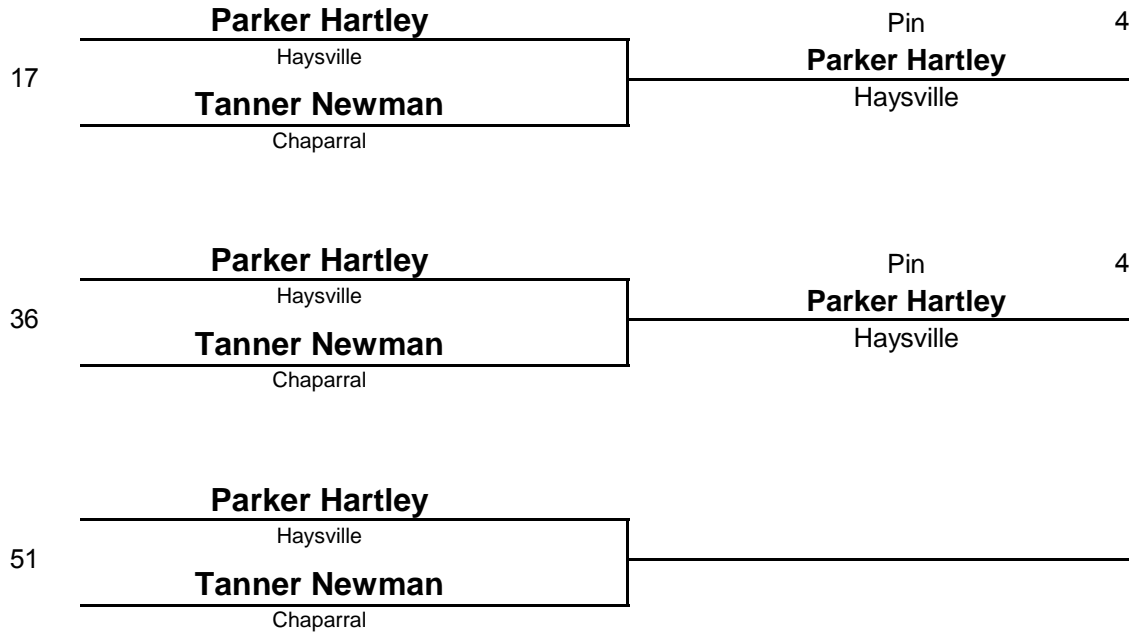 Parker Hartley
Pin 4
Haysville
Parker Hartley
17
Tanner Newman
Haysville
Chaparral
Parker Hartley
Pin 4
Haysville
Parker Hartley
36
Tanner Newman
Haysville
Chaparral
Parker Hartley
Haysville
51
Tanner Newman
Chaparral